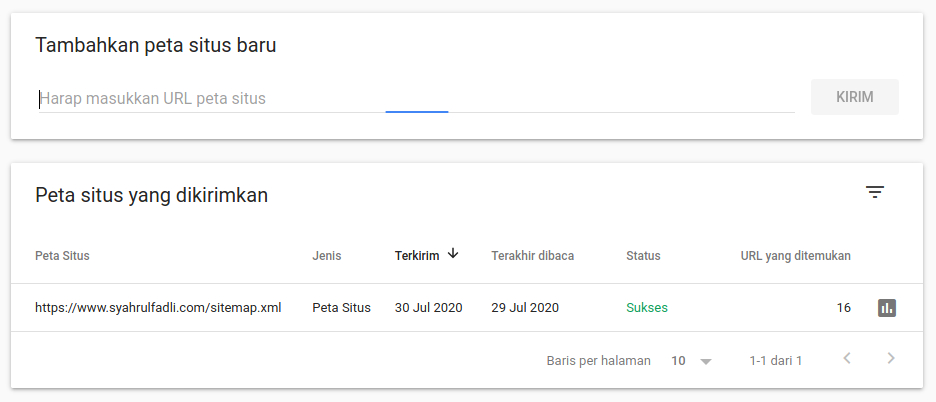 Tambahkan peta situs baru
Harap masukkan URL peta situs
KIRIM
Peta situs yang dikirimkan
Peta Situs Jenis Terkirim Terakhir dibaca Status URL yang ditemukan
https://www.syahrulfadli.com/sitemap.xml Peta Situs 30 Jul 2020 29 Jul 2020 Sukses 16
Baris per halaman 10 1-1 dari 1